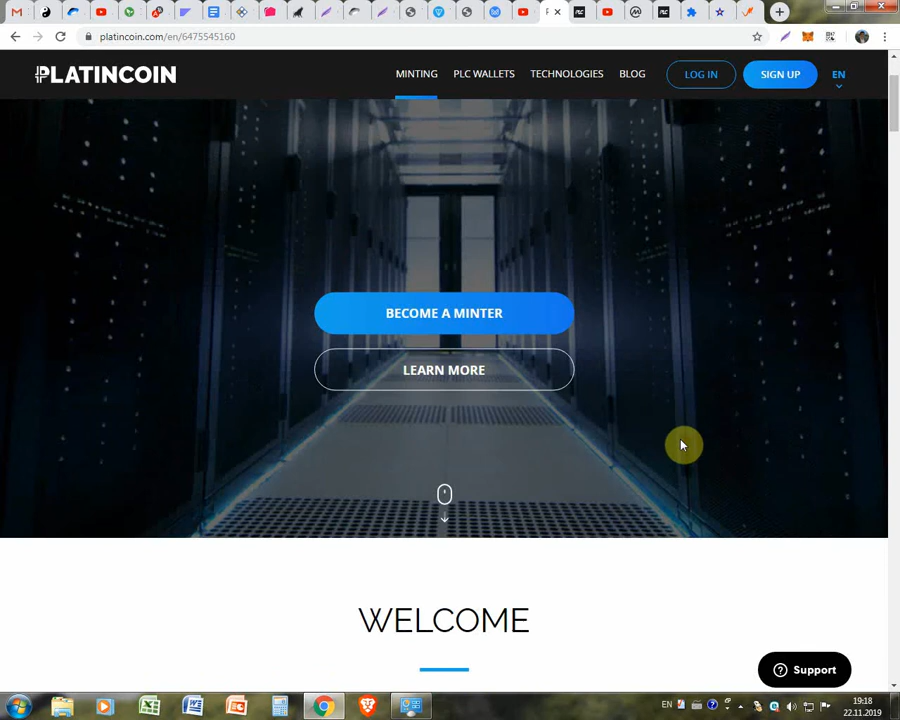 platincoin.com/en/6475545160
PLATINCOIN
MINTING
PLC WALLETS
TECHNOLOGIES
BLOG
LOG IN
SIGN UP
EN
BECOME A MINTER
LEARN MORE
WELCOME
Support
EN
19:18
22.11.2019